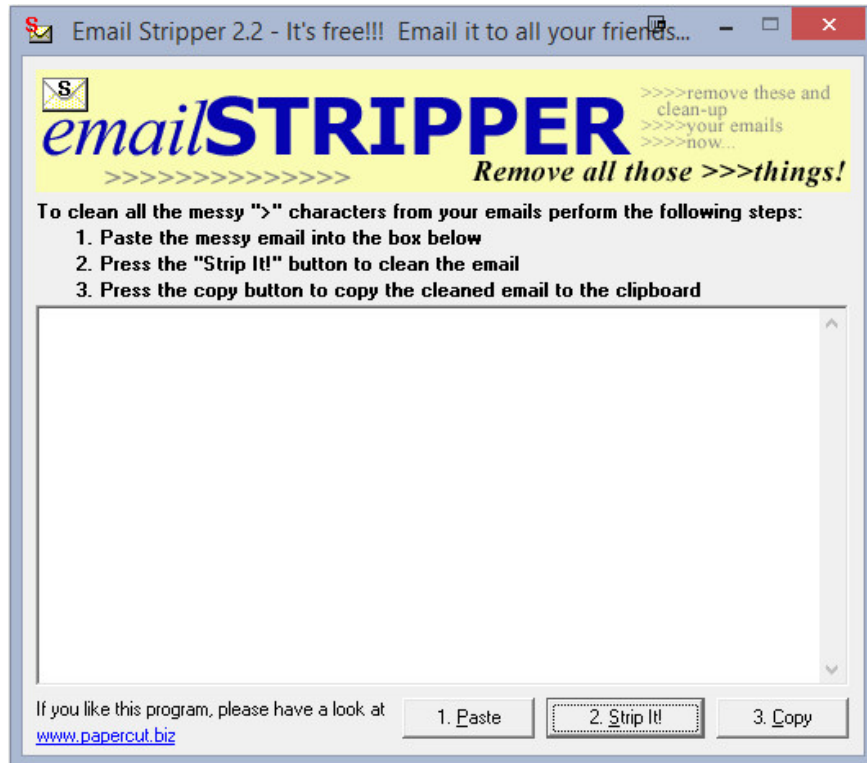 Email Stripper 2.2 - It's free!!! Email it to all your friends...
S
emailSTRIPPER
>>>>remove these and
clean-up
>>>>your emails
>>>>now...
>>>>>>>>>>>>>>
Remove all those >>>things!
To clean all the messy ">" characters from your emails perform the following steps:
1. Paste the messy email into the box below
2. Press the "Strip It!" button to clean the email
3. Press the copy button to copy the cleaned email to the clipboard
If you like this program, please have a look at
www.papercut.biz
1. Paste
2. Strip It!
3. Copy